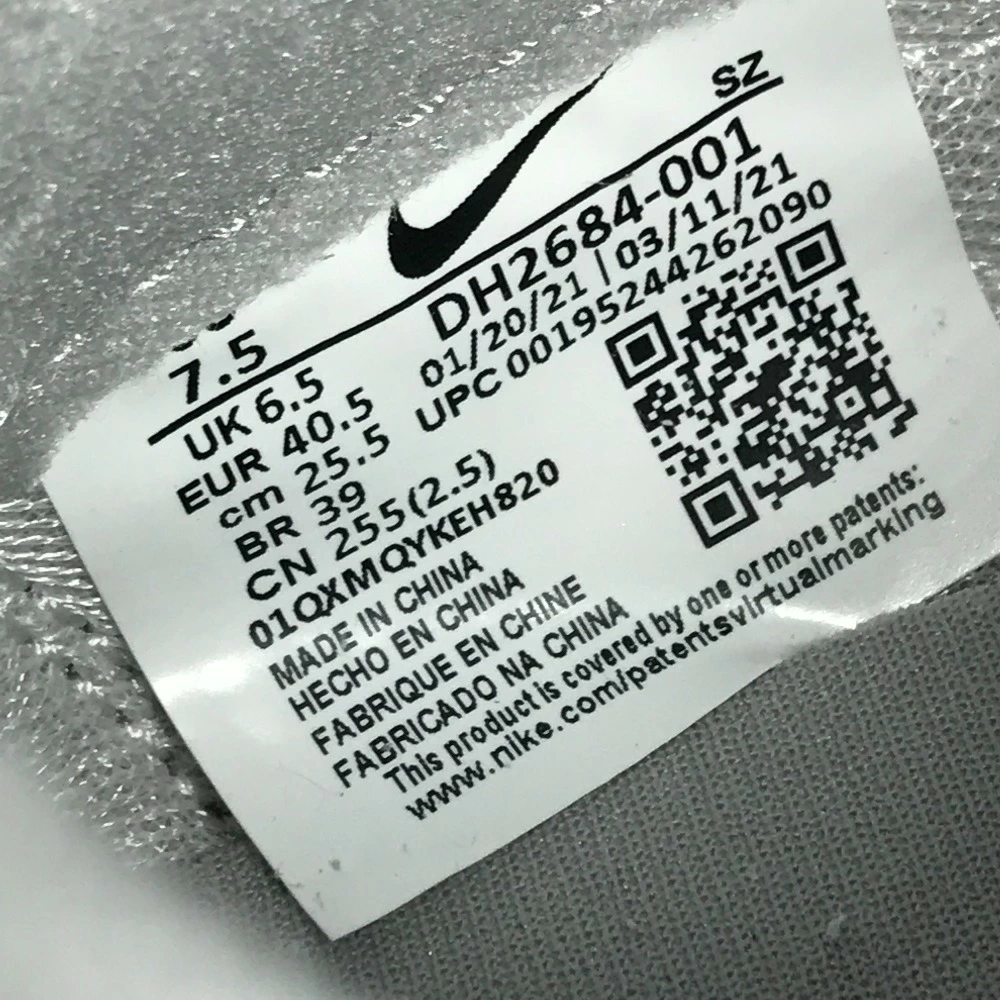 SZ
7.5
DH2684-001
UK 6.5
01/20/21 | 03/11/21
EUR 40.5
UPC 00195244262090
cm 25.5
BR 39
CN 255(2.5)
01QXMQYKEH820
MADE IN CHINA
HECHO EN CHINA
FABRIQUE EN CHINE
FABRICADO NA CHINA
This product is covered by one or more patents:
www.nike.com/patentsvirtualmarking